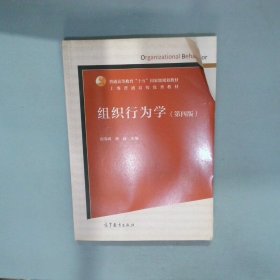 Organizational Behavior
普通高等教育"十五"国家级规划教材
上海普通高校优秀教材
组织行为学（第四版）
主编
高等教育出版社